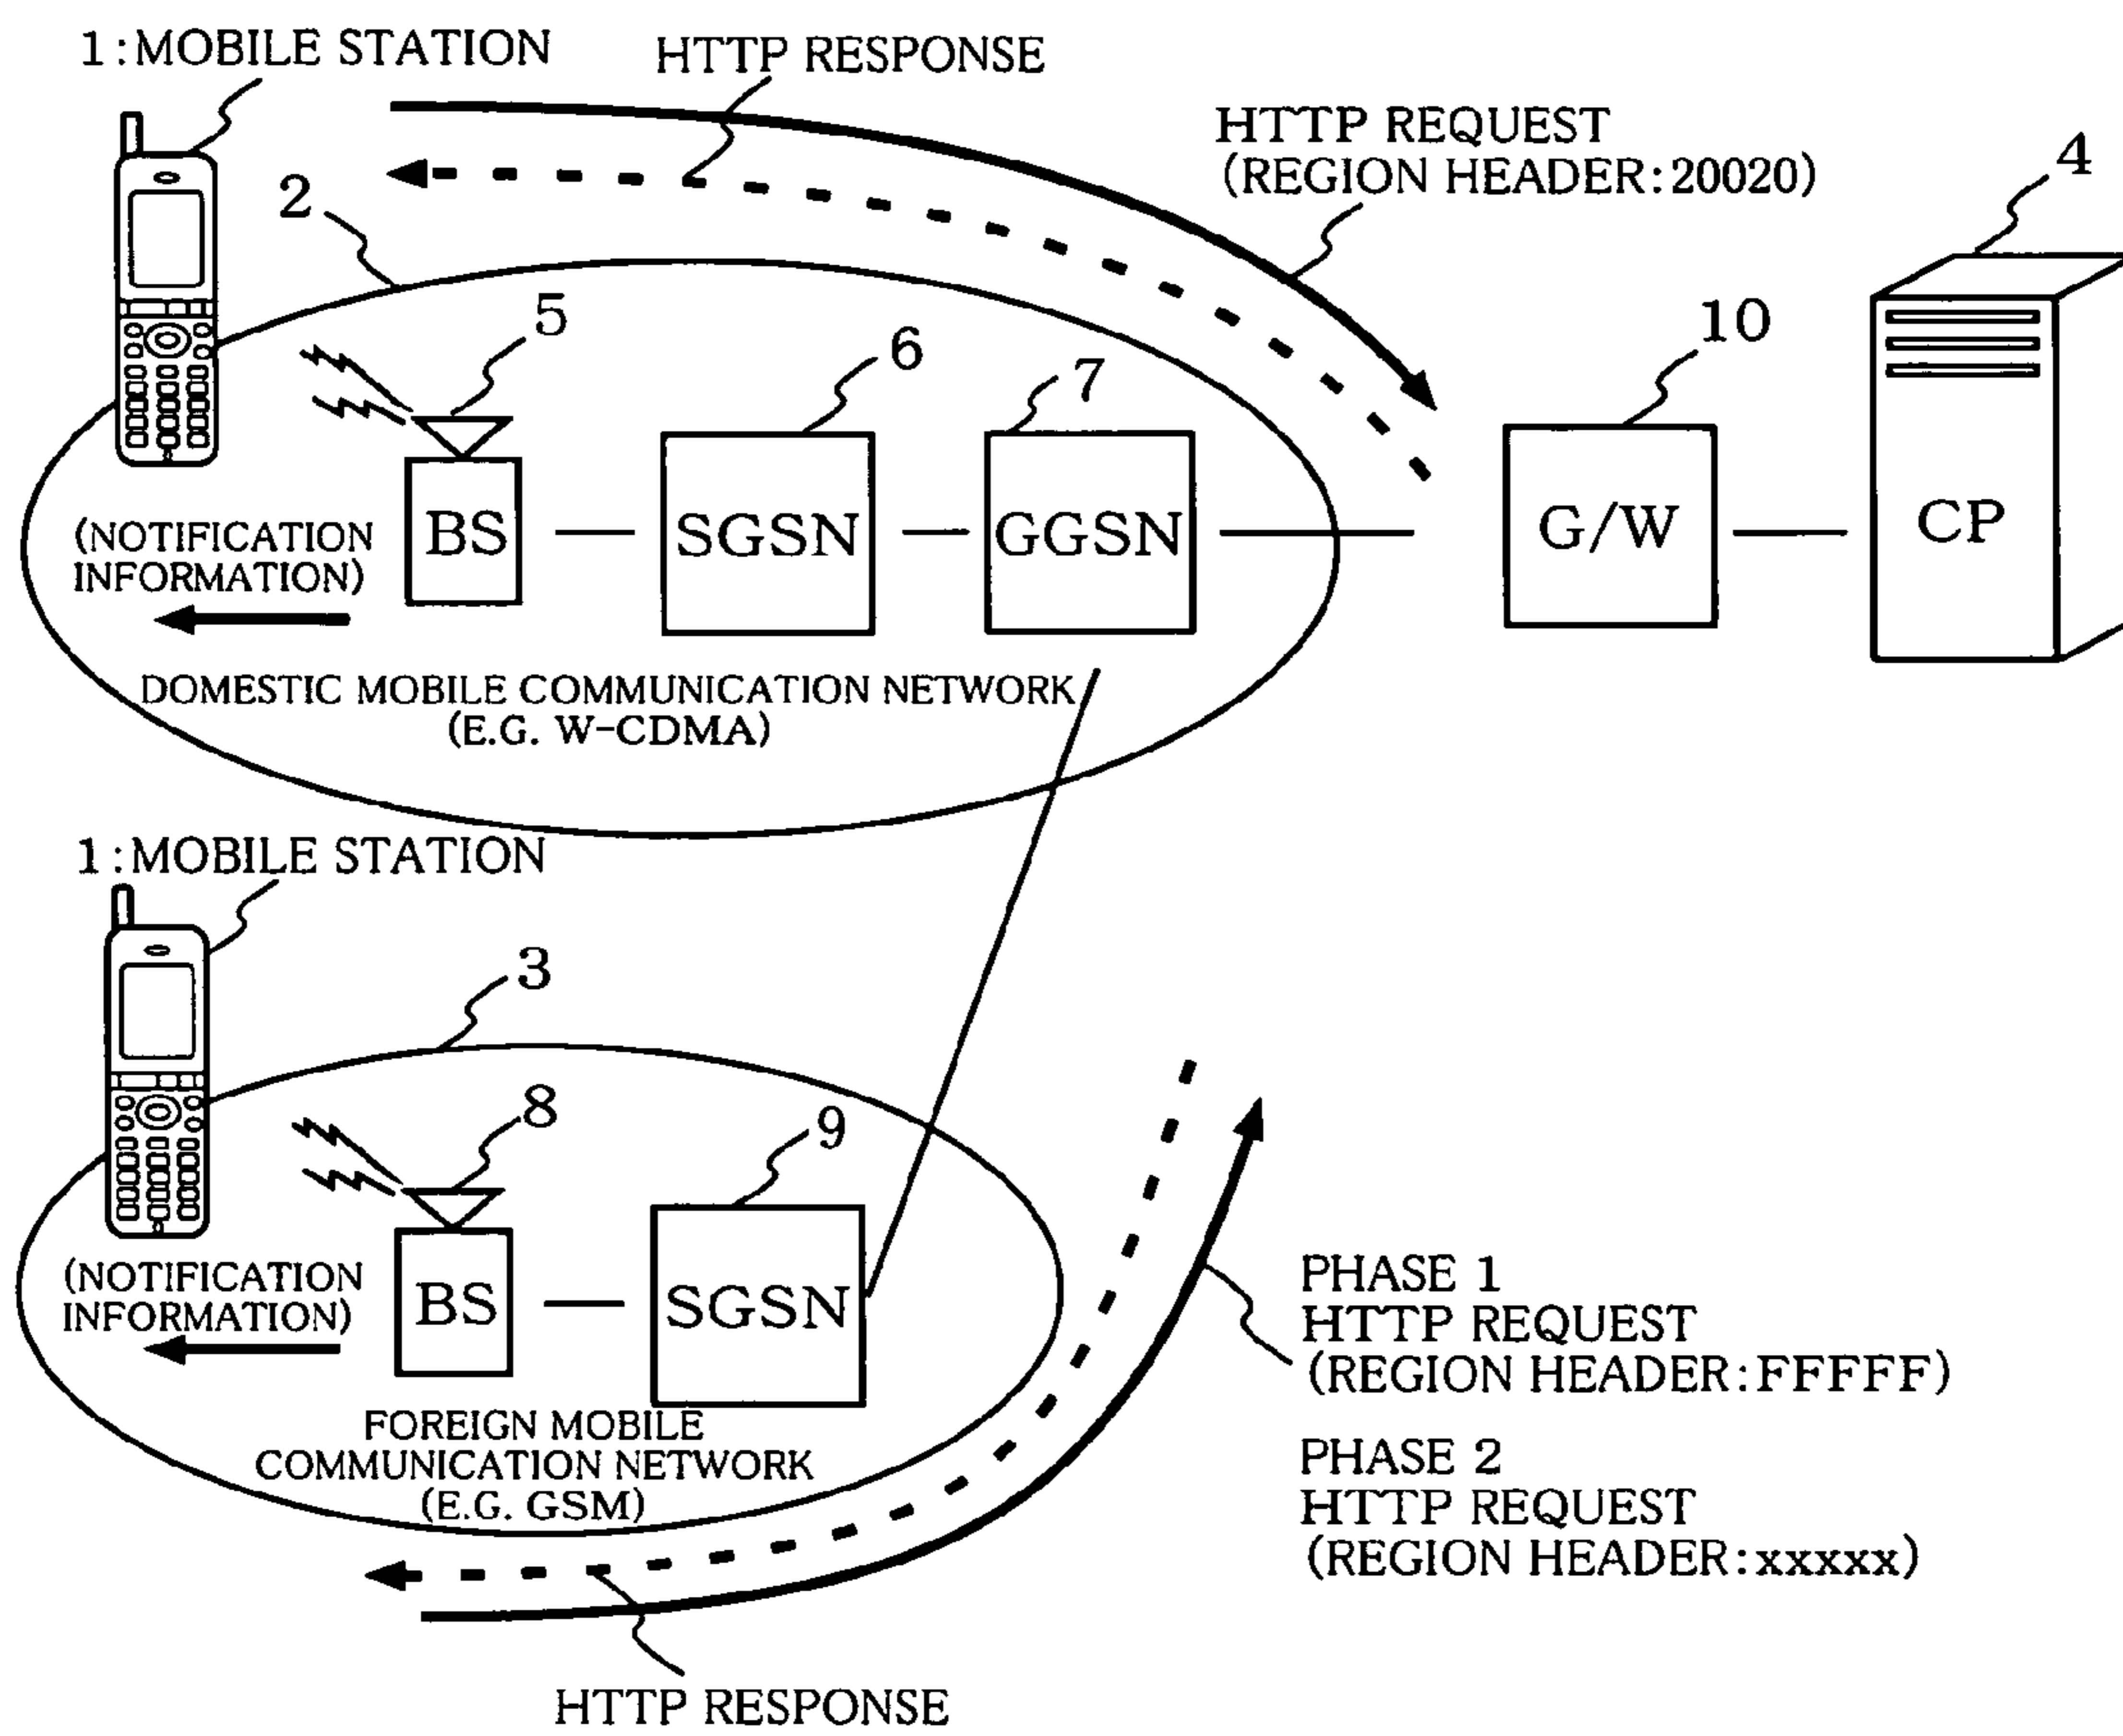 1:MOBILE STATION
HTTP RESPONSE
HTTP REQUEST
(REGION HEADER:20020)
4
2
5
6
7
10
BS
SGSN
GGSN
G/W
CP
(NOTIFICATION
INFORMATION)
DOMESTIC MOBILE COMMUNICATION NETWORK
(E.G. W-CDMA)
1:MOBILE STATION
3
8
9
BS
SGSN
(NOTIFICATION
INFORMATION)
FOREIGN MOBILE
COMMUNICATION NETWORK
(E.G. GSM)
PHASE 1
HTTP REQUEST
(REGION HEADER:FFFFF)
PHASE 2
HTTP REQUEST
(REGION HEADER:xxxxx)
HTTP RESPONSE